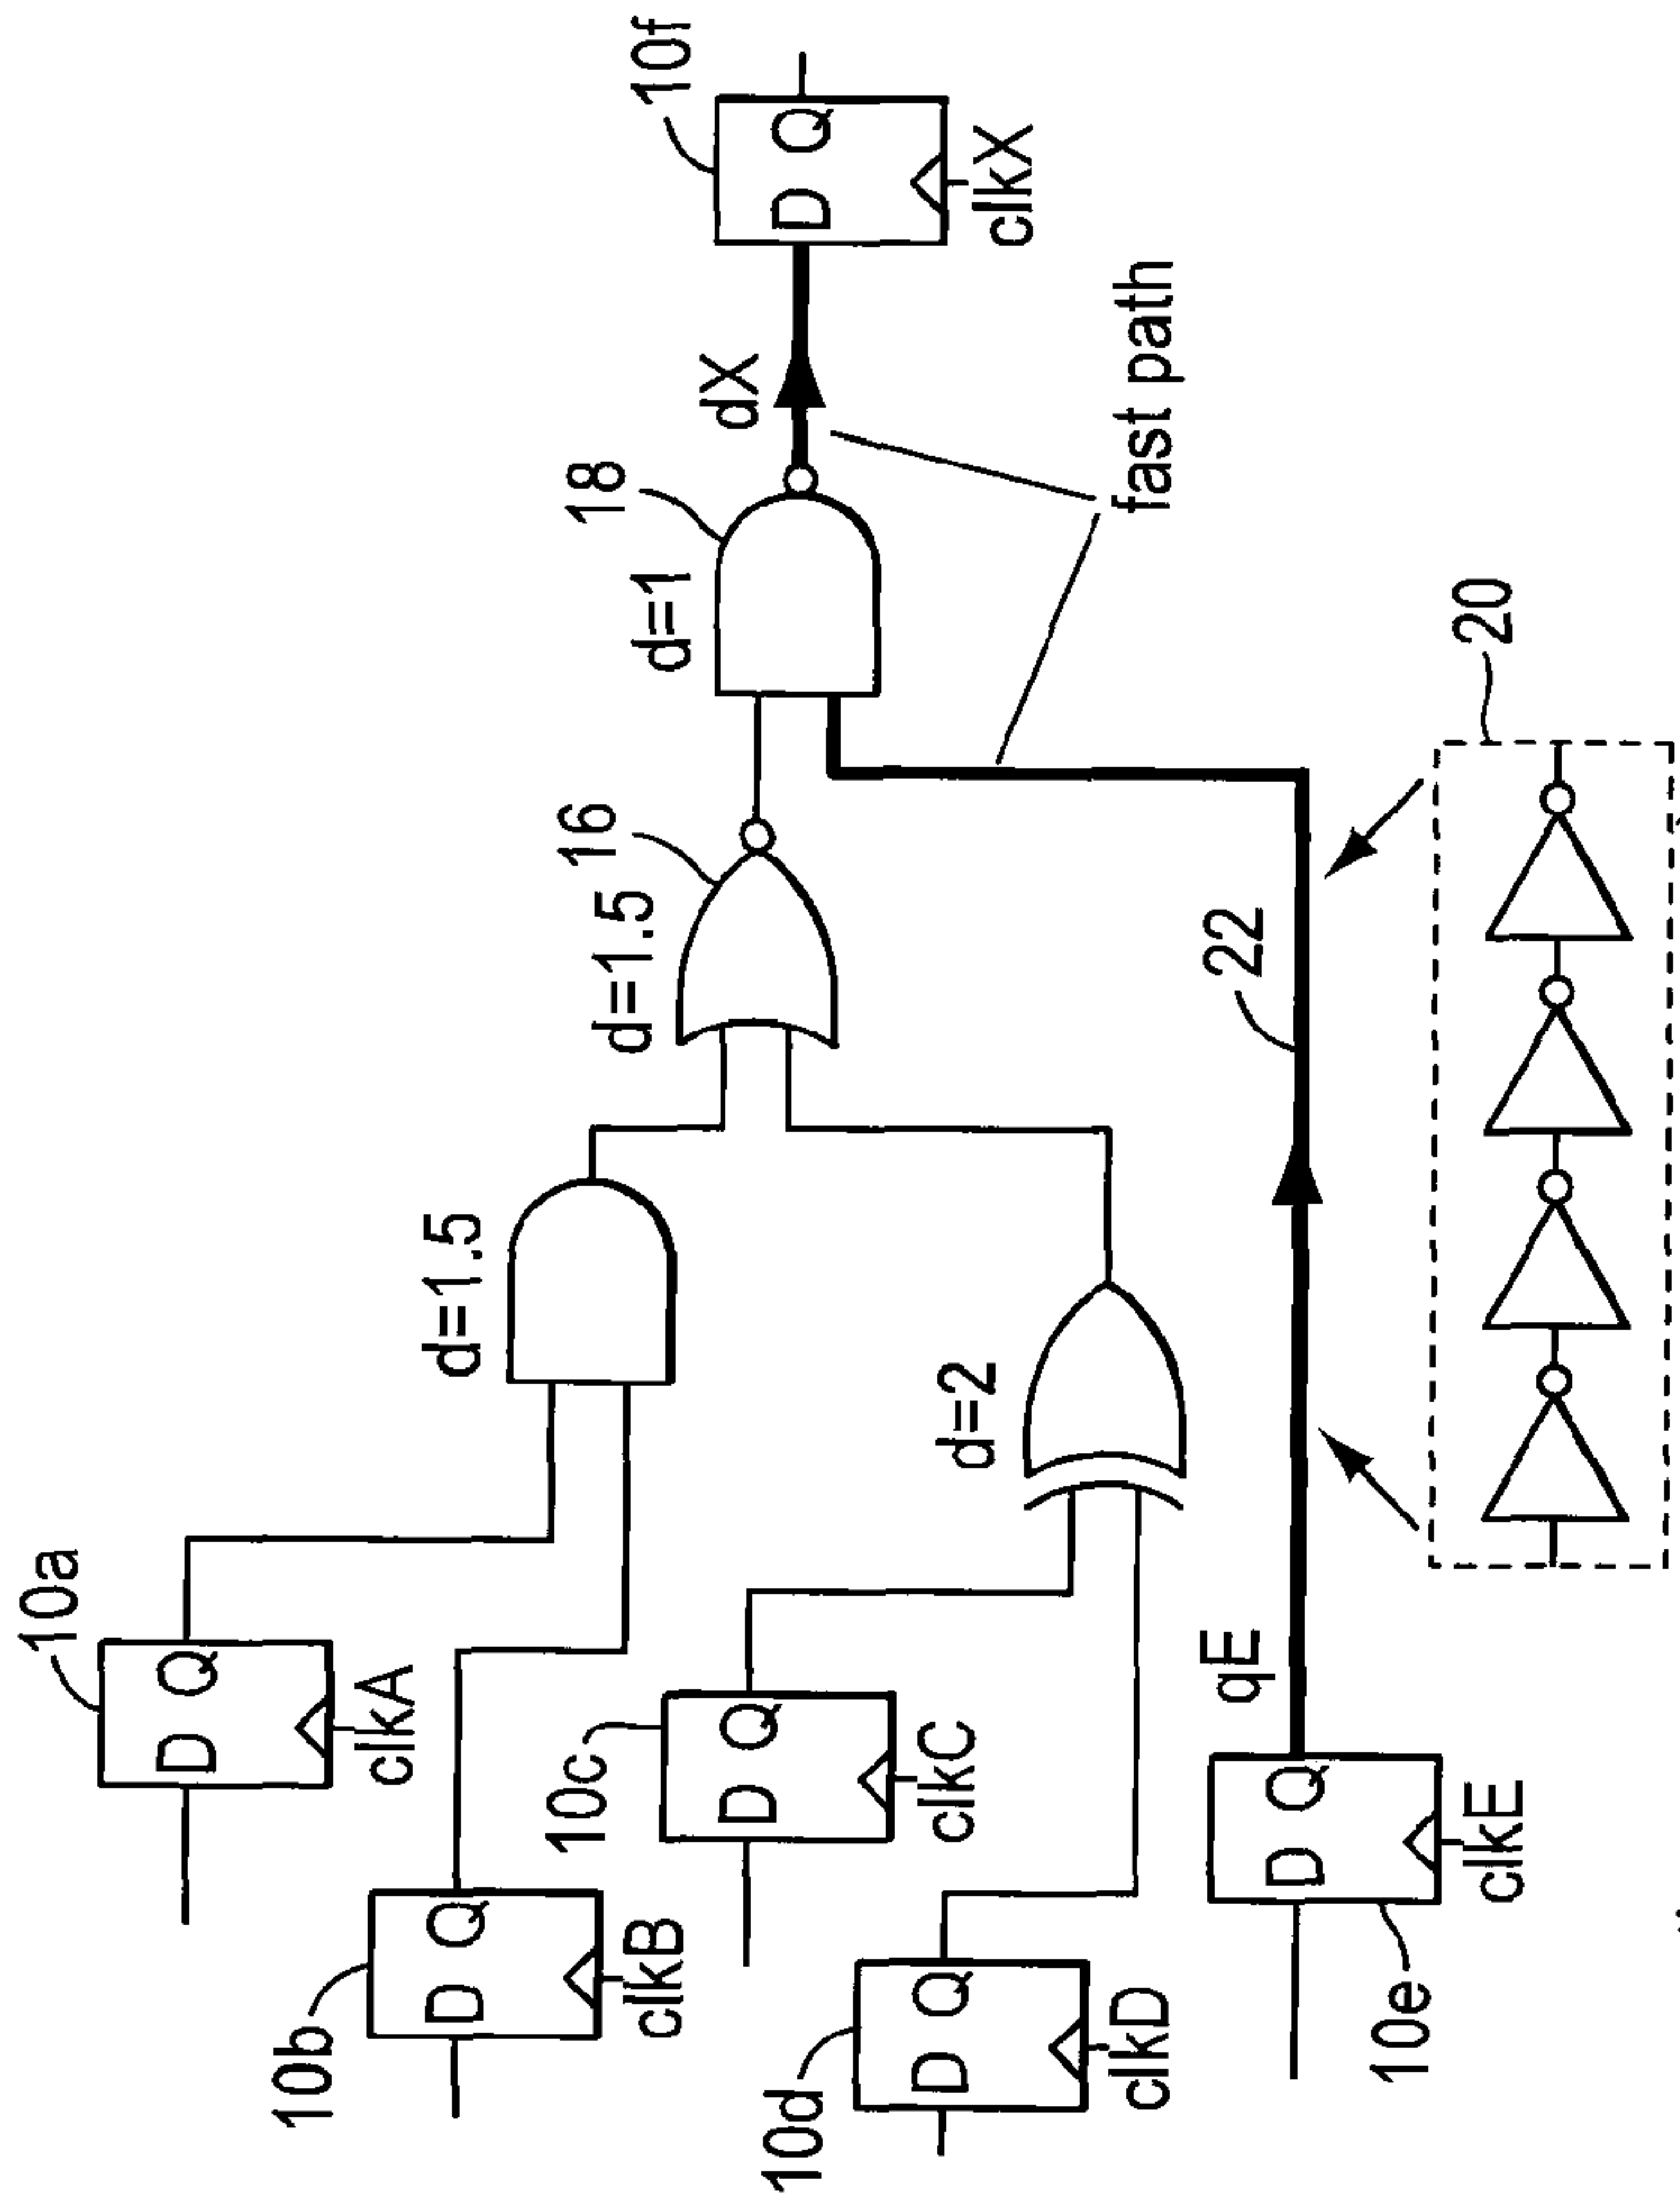 10a
D Q
clkA
10b
D Q
clkB
d=1.5
10c
D Q
clkC
10d
D Q
clkD
d=2
d=1.5
16
d=1
18
dX
10f
D Q
clkX
fast path
qE
22
D Q
clkE
10e
20